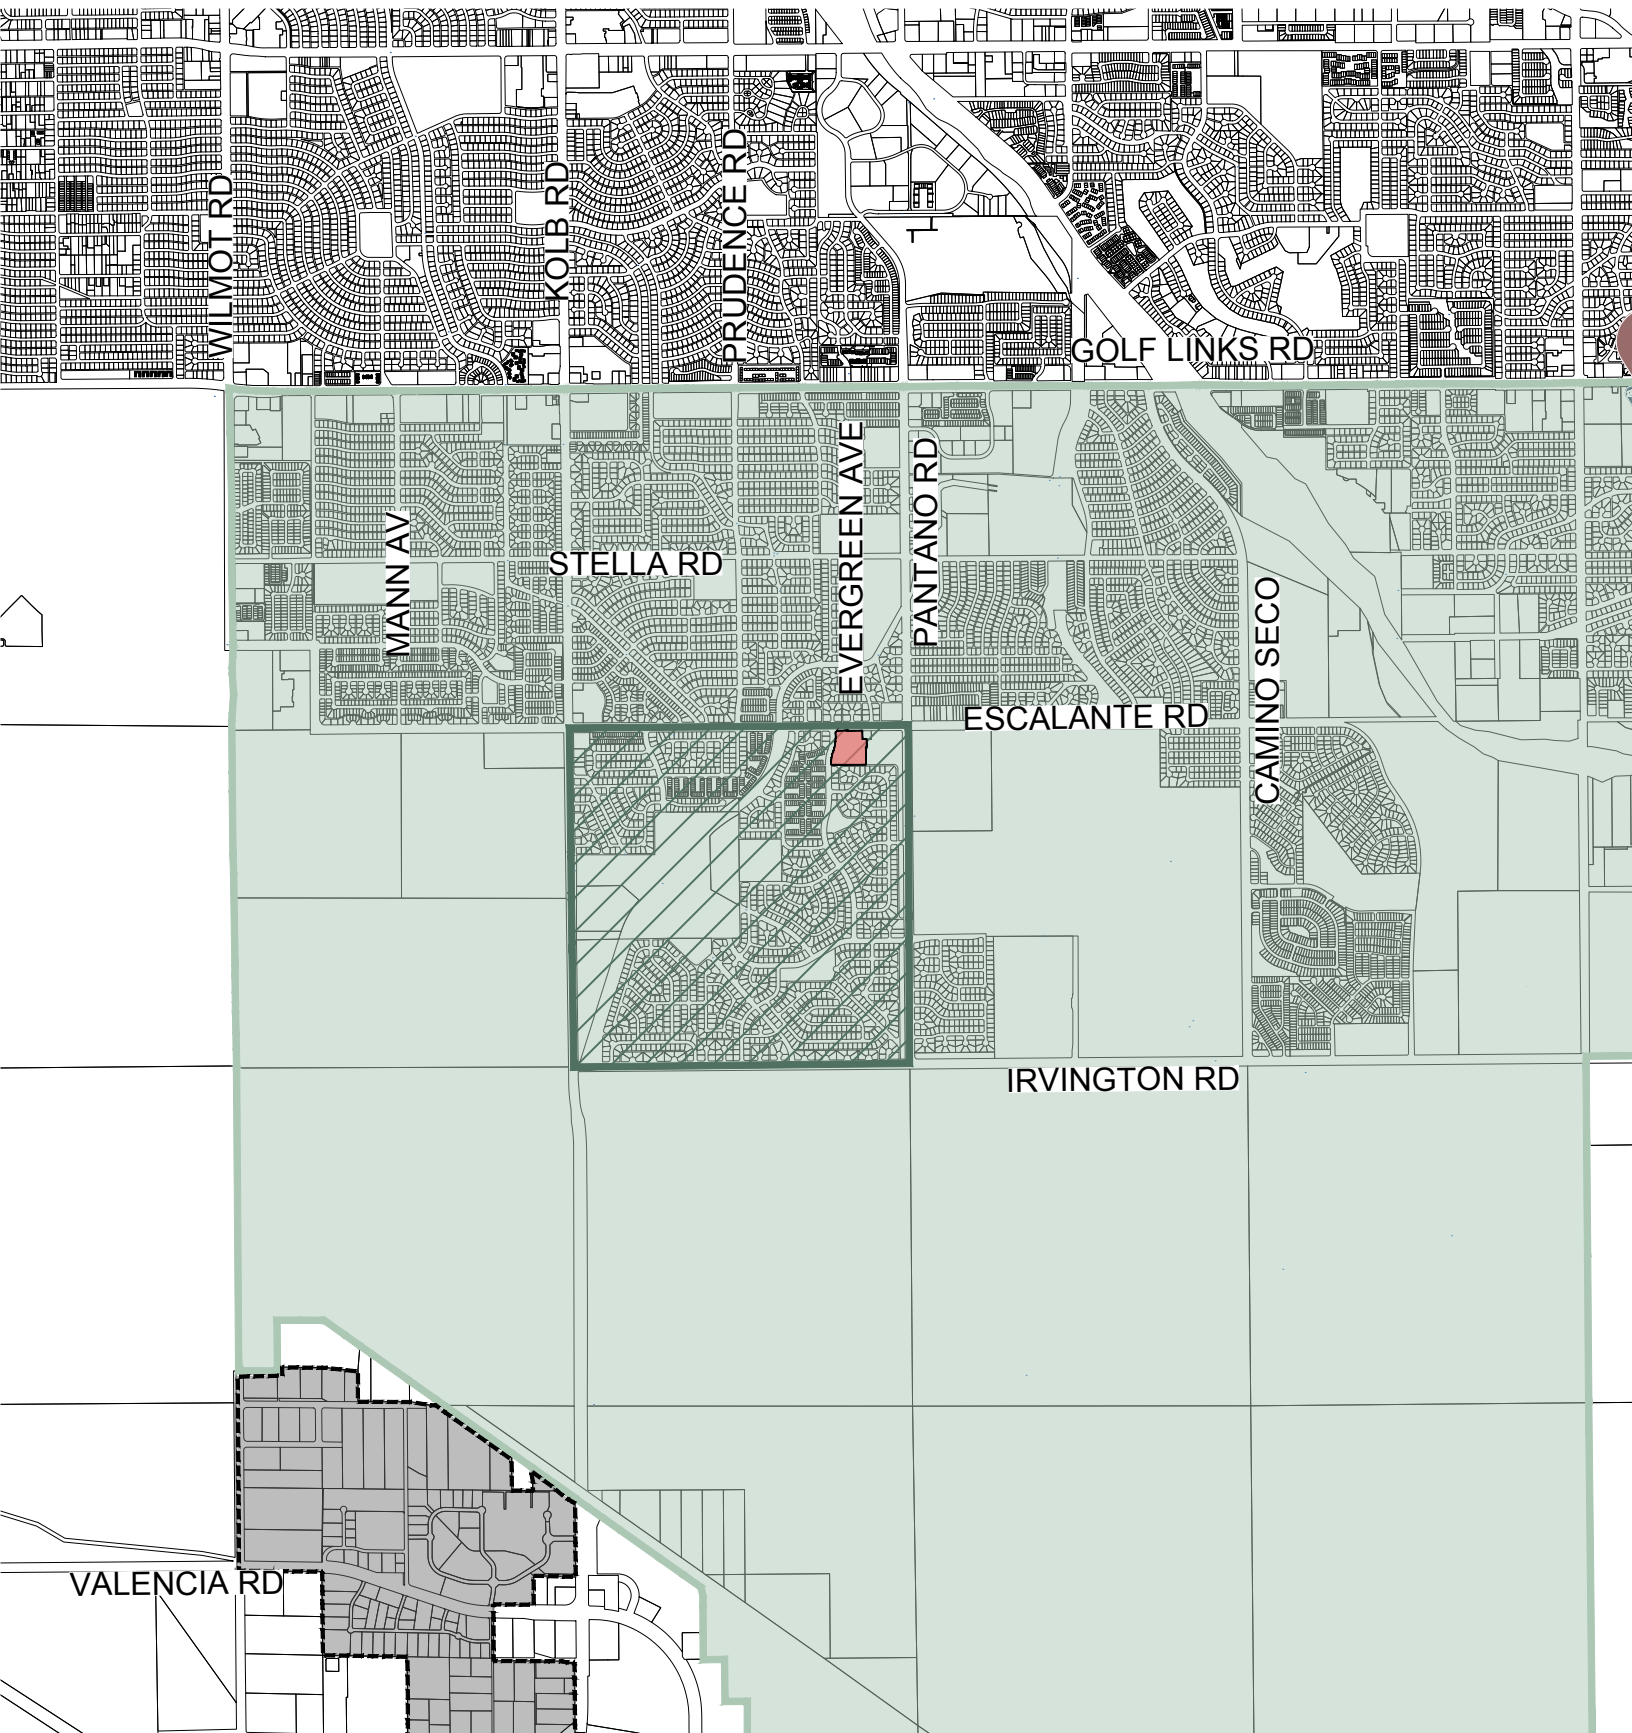 WILMOT RD
KOLB RD
PRUDENCE RD
GOLF LINKS RD
MANN AV
STELLA RD
EVERGREEN AVE
PANTANO RD
CAMINO SECO
ESCALANTE RD
IRVINGTON RD
VALENCIA RD